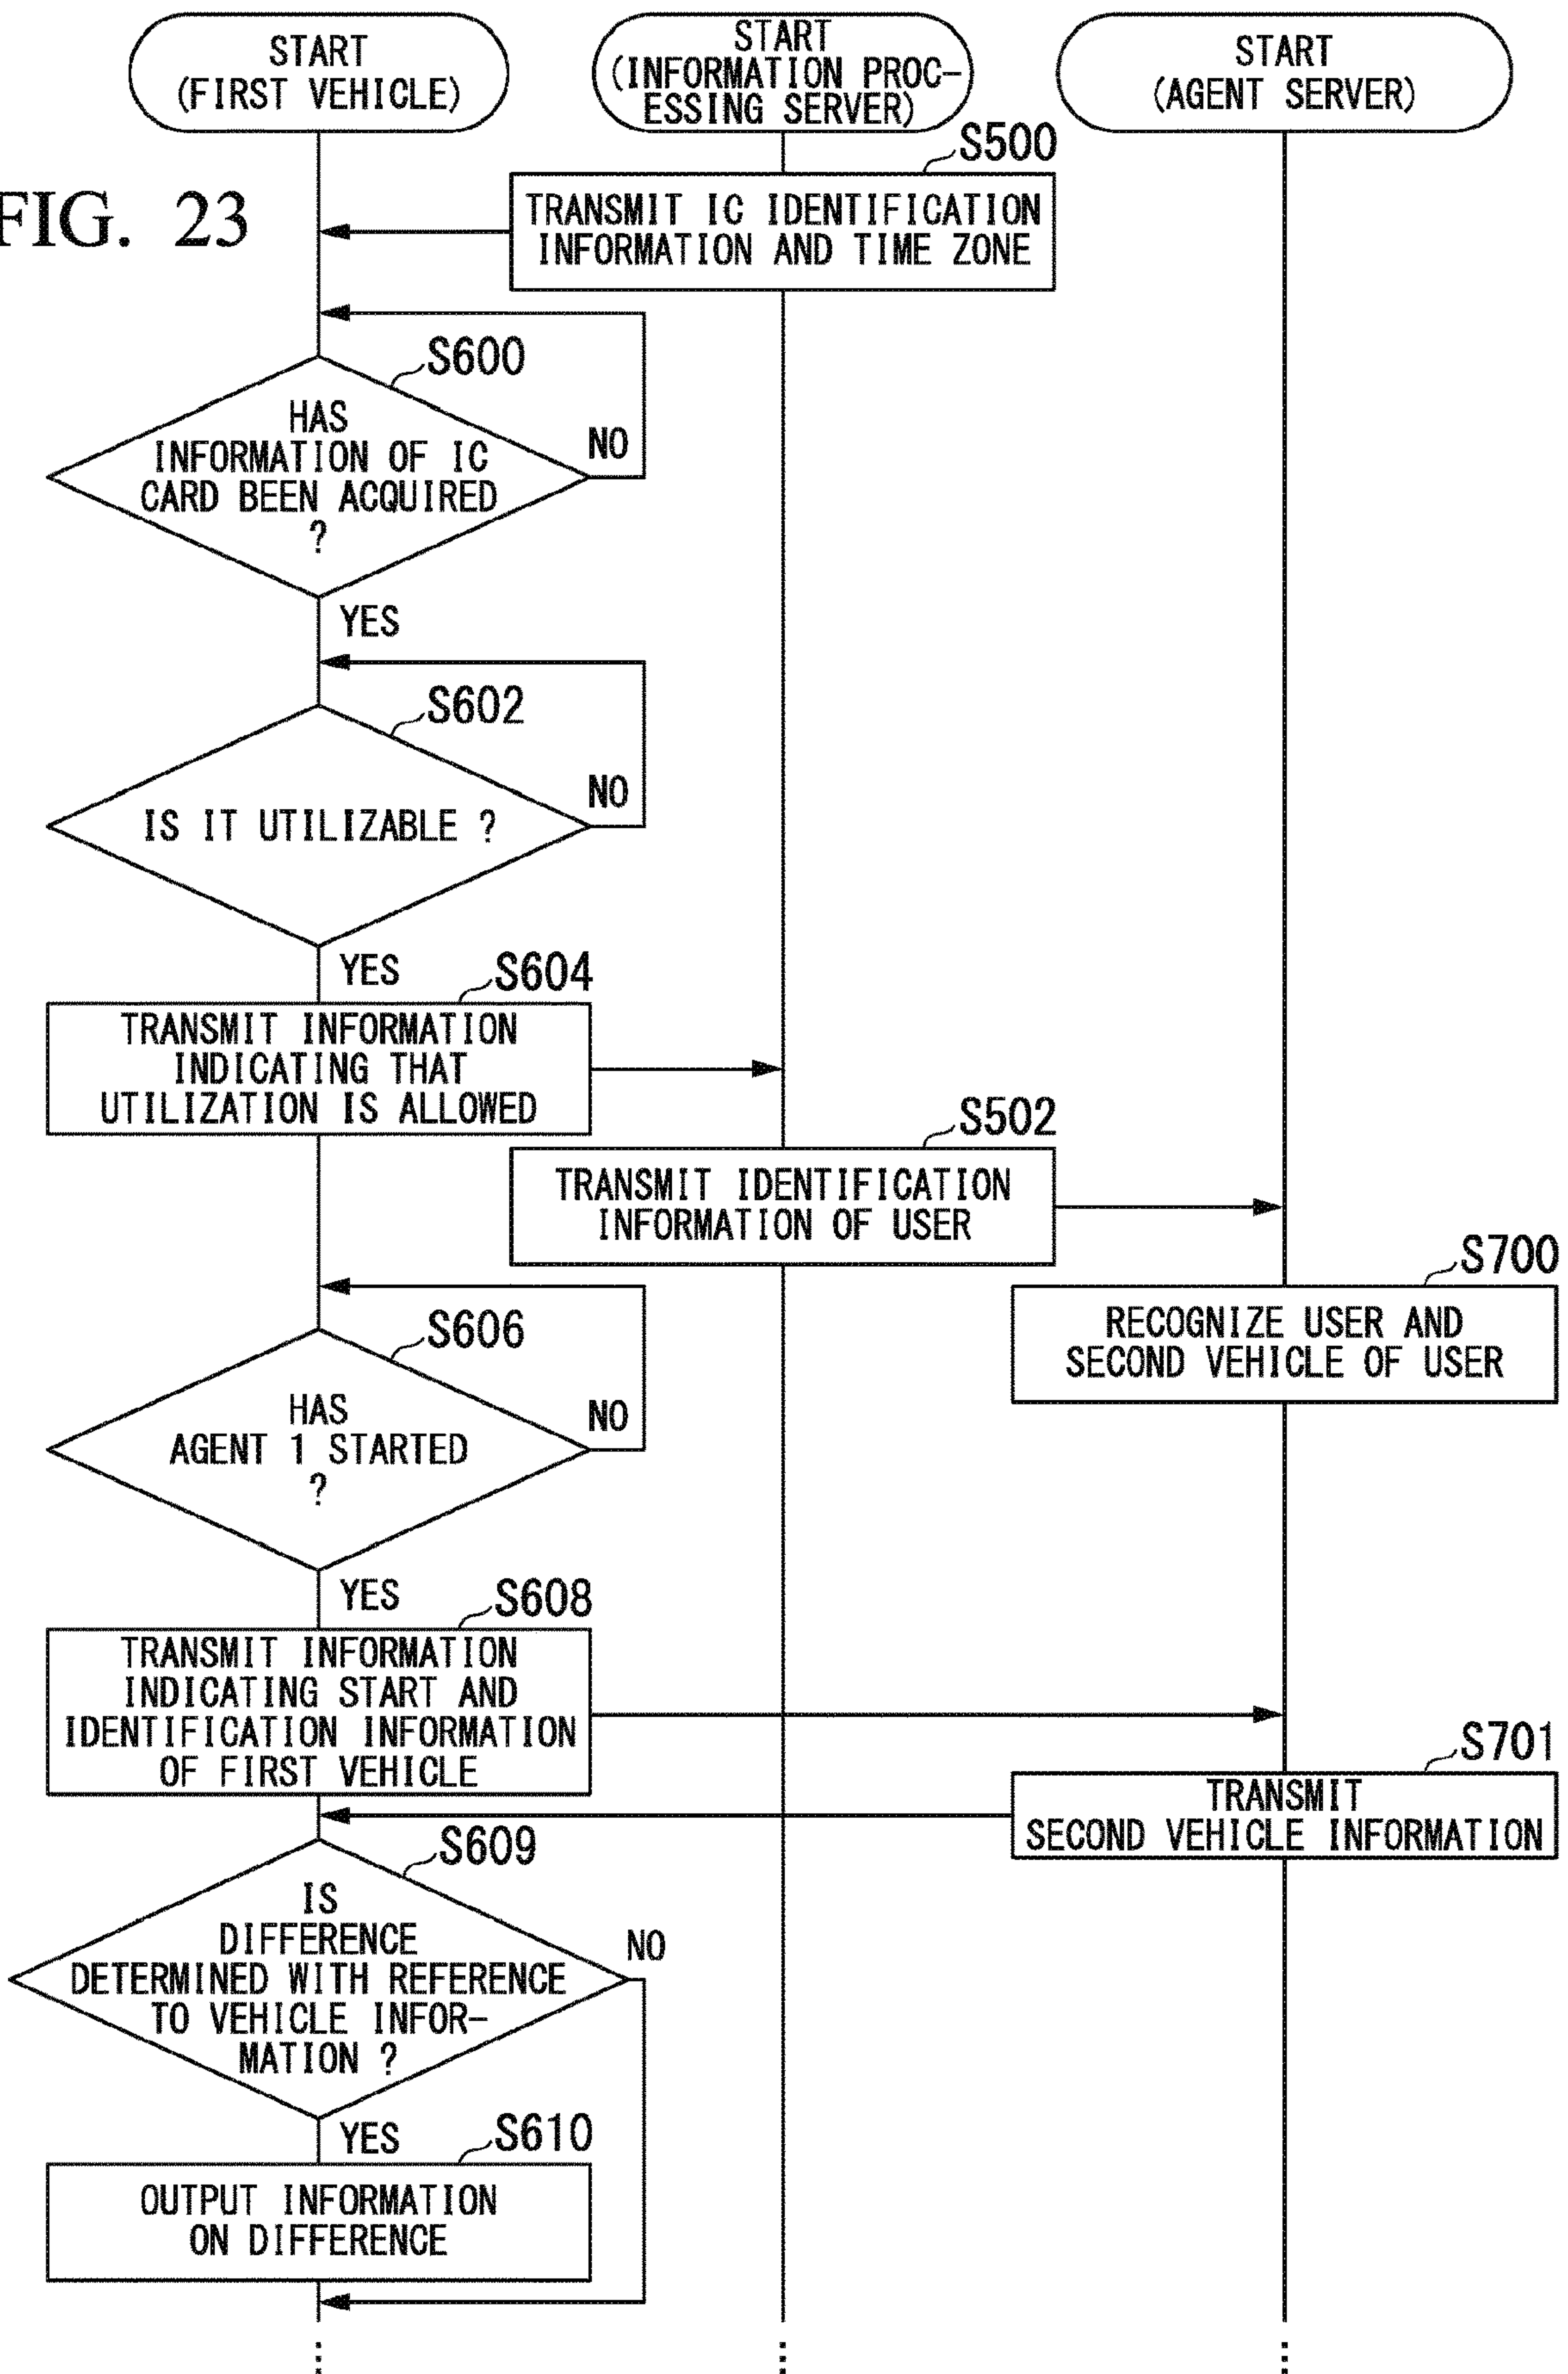 START
(FIRST VEHICLE)
START
(INFORMATION PROC-
ESSING SERVER)
START
(AGENT SERVER)
FIG. 23
S500
TRANSMIT IC IDENTIFICATION
INFORMATION AND TIME ZONE
S600
HAS
INFORMATION OF IC
CARD BEEN ACQUIRED
?
NO
YES
S602
IS IT UTILIZABLE ?
NO
YES
S604
TRANSMIT INFORMATION
INDICATING THAT
UTILIZATION IS ALLOWED
S502
TRANSMIT IDENTIFICATION
INFORMATION OF USER
S700
RECOGNIZE USER AND
SECOND VEHICLE OF USER
S606
HAS
AGENT 1 STARTED
?
NO
YES
S608
TRANSMIT INFORMATION
INDICATING START AND
IDENTIFICATION INFORMATION
OF FIRST VEHICLE
S701
TRANSMIT
SECOND VEHICLE INFORMATION
S609
IS
DIFFERENCE
DETERMINED WITH REFERENCE
TO VEHICLE INFOR-
MATION ?
NO
YES
S610
OUTPUT INFORMATION
ON DIFFERENCE